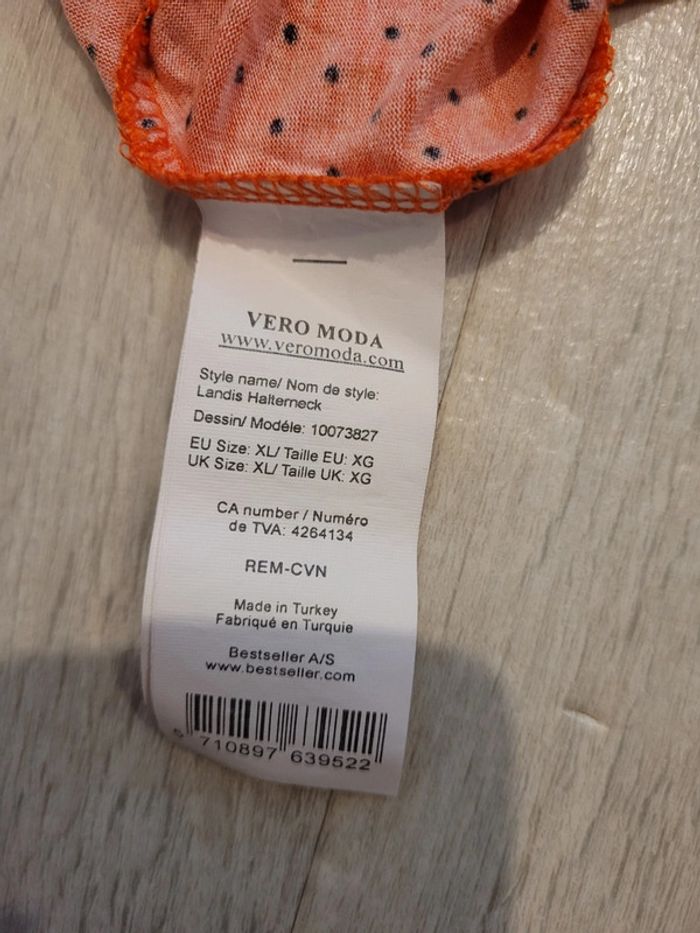 VERO MODA
www.veromoda.com
Style name/ Nom de style:
Landis Halterneck
Dessin/ Modéle: 10073827
EU Size: XL/ Taille EU: XG
UK Size: XL/ Taille UK: XG
CA number / Numéro
de TVA: 4264134
REM-CVN
Made in Turkey
Fabriqué en Turquie
Bestseller A/S
www.bestseller.com
710897 639522